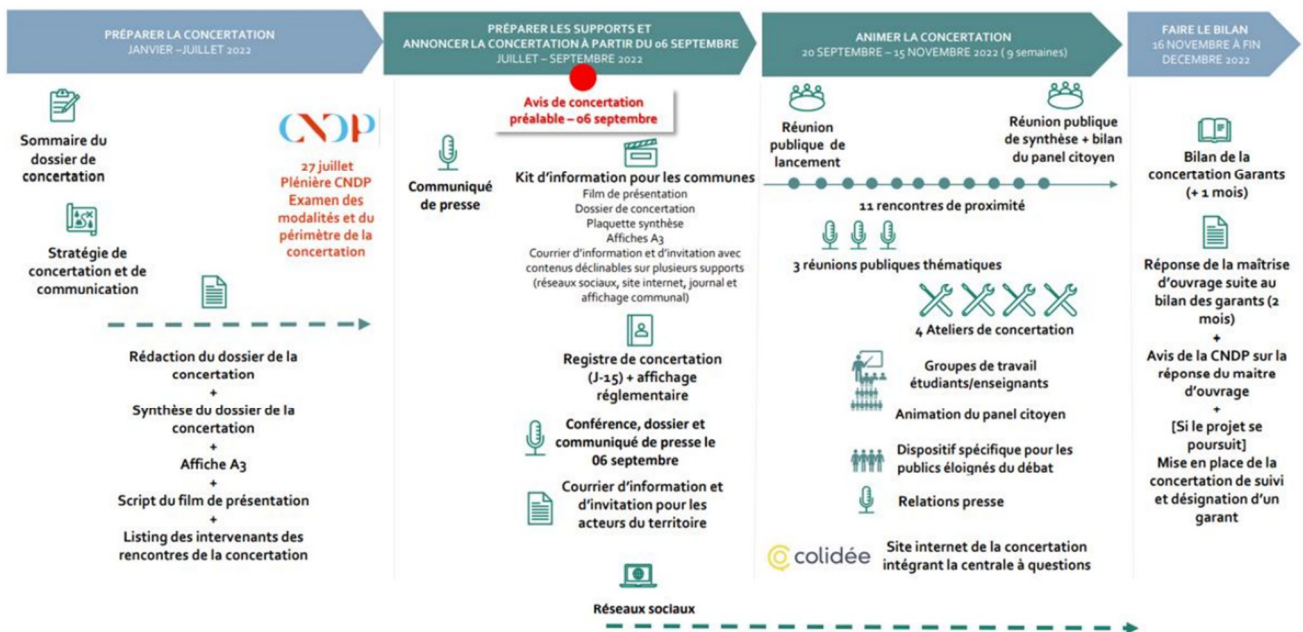 PRÉPARER LA CONCERTATION
JANVIER –JUILLET 2022
Sommaire du
dossier de
concertation
Stratégie de
concertation et de
communication
CNDP
27 juillet
Plénière CNDP
Examen des
modalités et du
périmètre de la
concertation
Rédaction du dossier de la
concertation
+
Synthèse du dossier de la
concertation
+
Affiche A3
+
Script du film de présentation
+
Listing des intervenants des
rencontres de la concertation
PRÉPARER LES SUPPORTS ET
ANNONCER LA CONCERTATION À PARTIR DU 06 SEPTEMBRE
JUILLET – SEPTEMBRE 2022
Avis de concertation
préalable – 06 septembre
Communiqué
de presse
Kit d'information pour les communes
Film de présentation
Dossier de concertation
Plaquette synthèse
Affiches A3
Courrier d'information et d'invitation avec
contenus déclinables sur plusieurs supports
(réseaux sociaux, site internet, journal et
affichage communal)
Registre de concertation
(J-15) + affichage
réglementaire
Conférence, dossier et
communiqué de presse le
06 septembre
Courrier d'information et
d'invitation pour les
acteurs du territoire
Réseaux sociaux
ANIMER LA CONCERTATION
20 SEPTEMBRE – 15 NOVEMBRE 2022 ( 9 semaines)
Réunion
publique de
lancement
Réunion publique
de synthèse + bilan
du panel citoyen
11 rencontres de proximité
3 réunions publiques thématiques
4 Ateliers de concertation
Groupes de travail
étudiants/enseignants
Animation du panel citoyen
Dispositif spécifique pour les
publics éloignés du débat
Relations presse
colidée
Site internet de la concertation
intégrant la centrale à questions
FAIRE LE BILAN
16 NOVEMBRE À FIN
DECEMBRE 2022
Bilan de la
concertation Garants
(+ 1 mois)
Réponse de la maîtrise
d'ouvrage suite au
bilan des garants (2
mois)
+
Avis de la CNDP sur la
réponse du maitre
d'ouvrage
+
[Si le projet se
poursuit]
Mise en place de la
concertation de suivi
et désignation d'un
garant